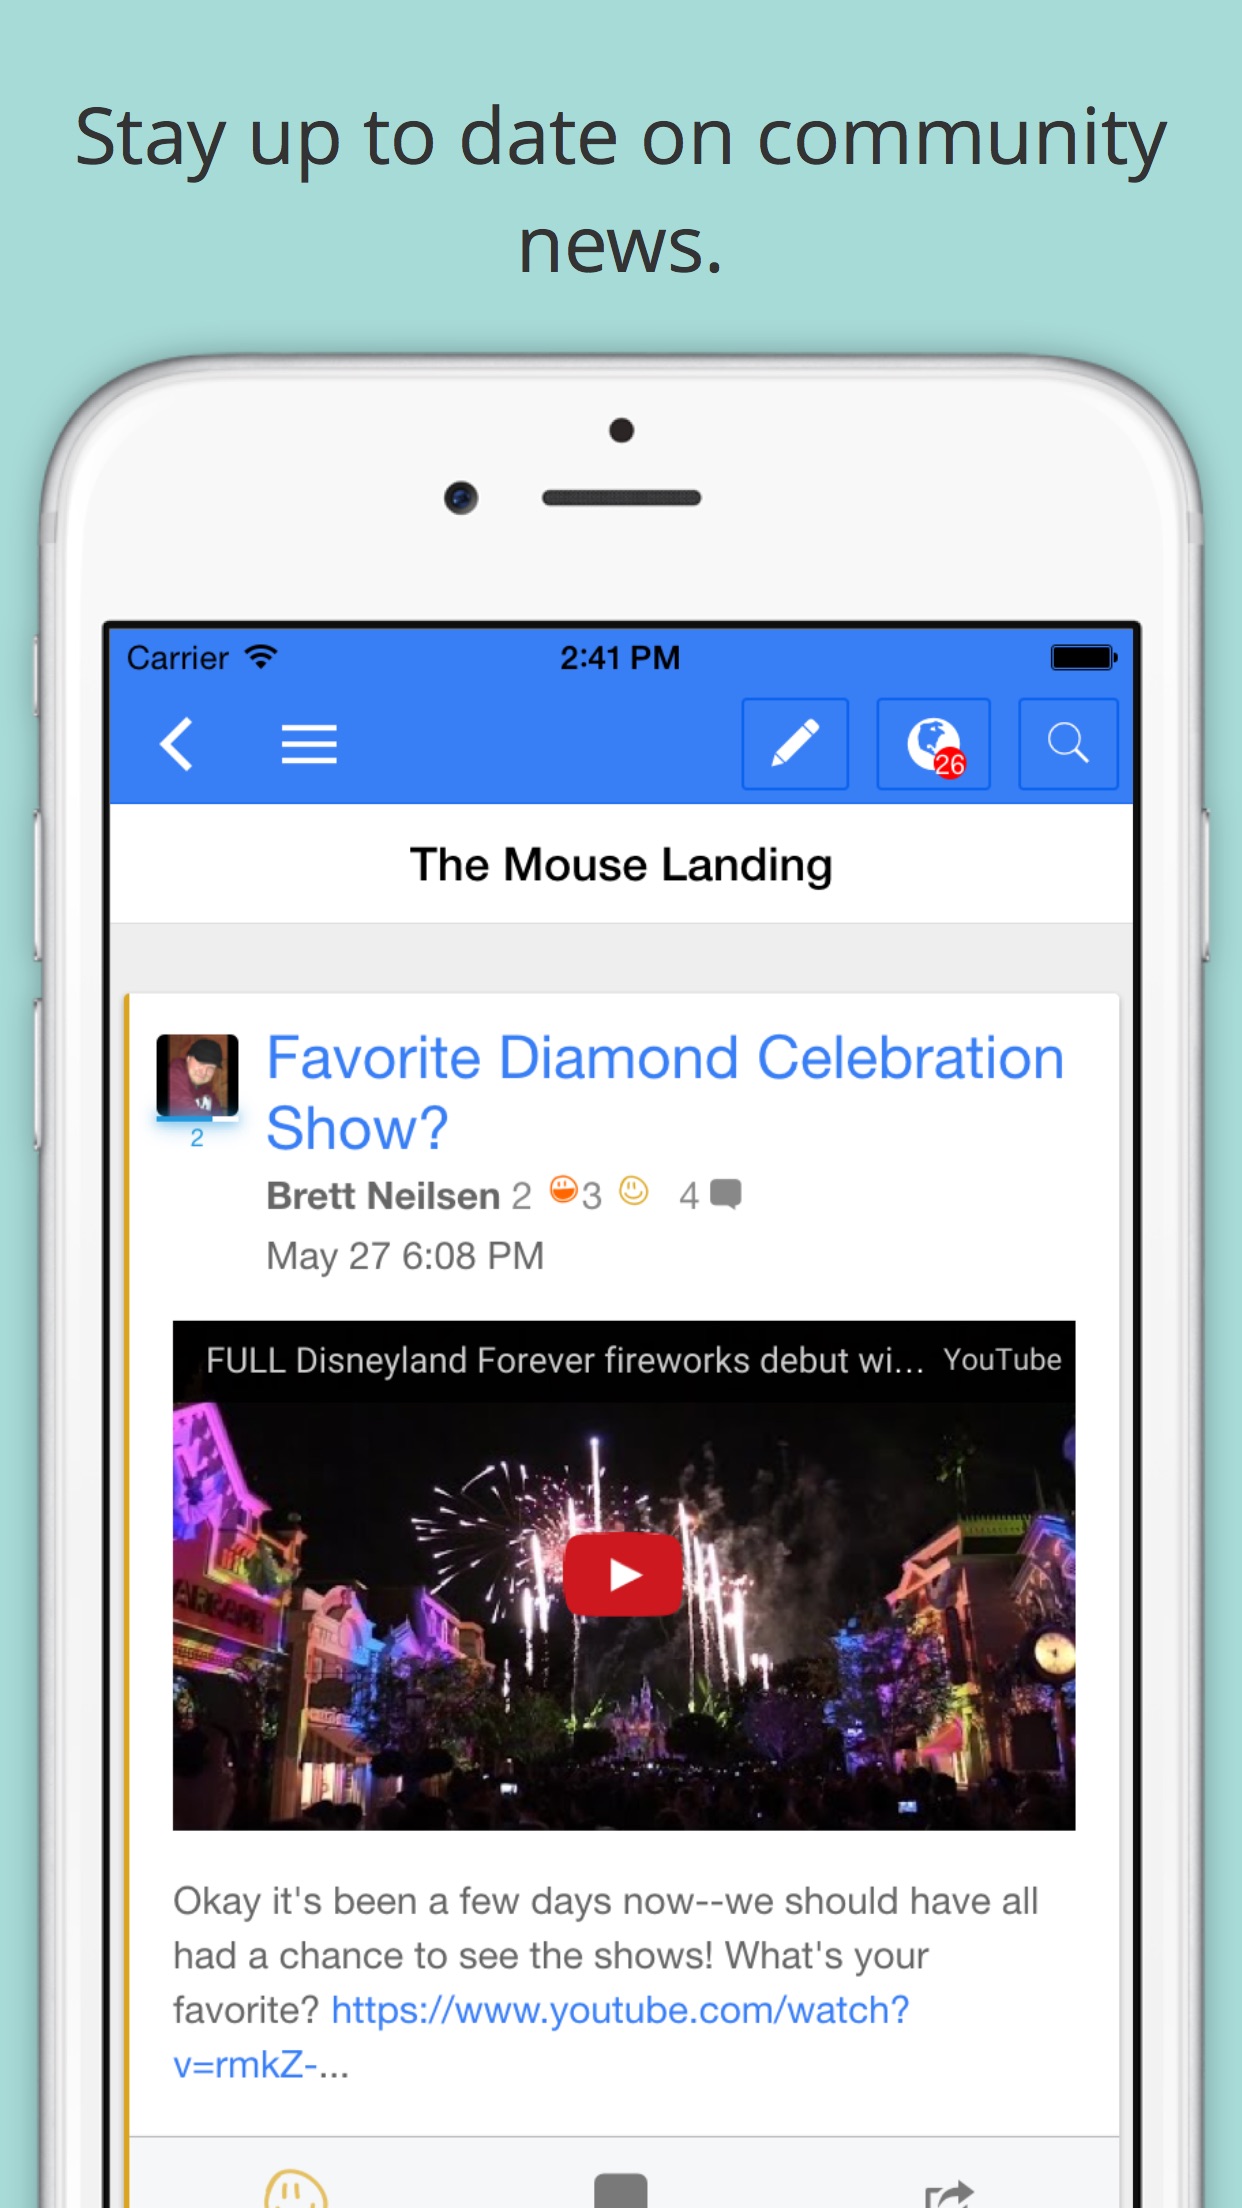 Stay up to date on community
news.
Carrier 2:41 PM
26
The Mouse Landing
Favorite Diamond Celebration
Show?
2
Brett Neilsen 2 3 4
May 27 6:08 PM
FULL Disneyland Forever fireworks debut wi... YouTube
Okay it's been a few days now--we should have all
had a chance to see the shows! What's your
favorite? https://www.youtube.com/watch?
v=rmkZ-...